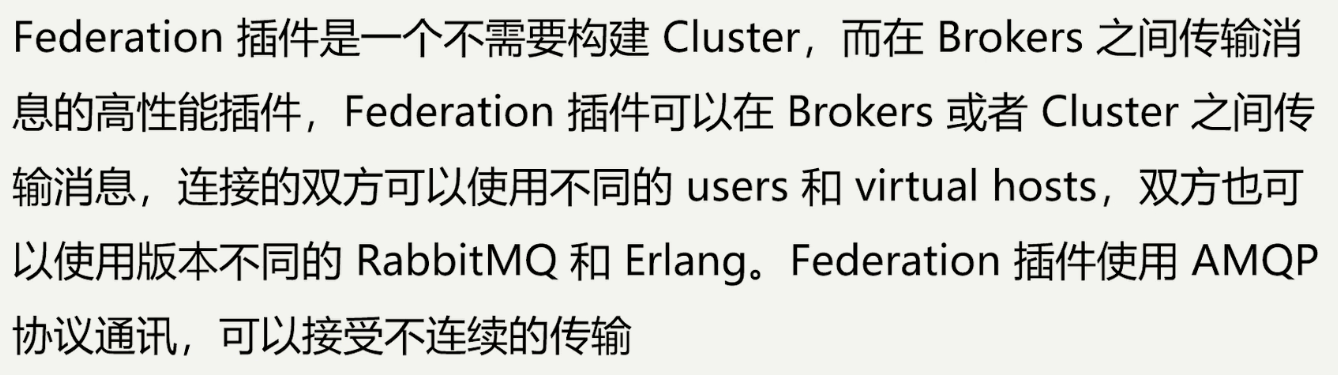 Federation 插件是一个不需要构建 Cluster，而在 Brokers 之间传输消
息的高性能插件，Federation 插件可以在 Brokers 或者 Cluster 之间传
输消息，连接的双方可以使用不同的 users 和 virtual hosts，双方也可
以使用版本不同的 RabbitMQ 和 Erlang。Federation 插件使用 AMQP
协议通讯，可以接受不连续的传输